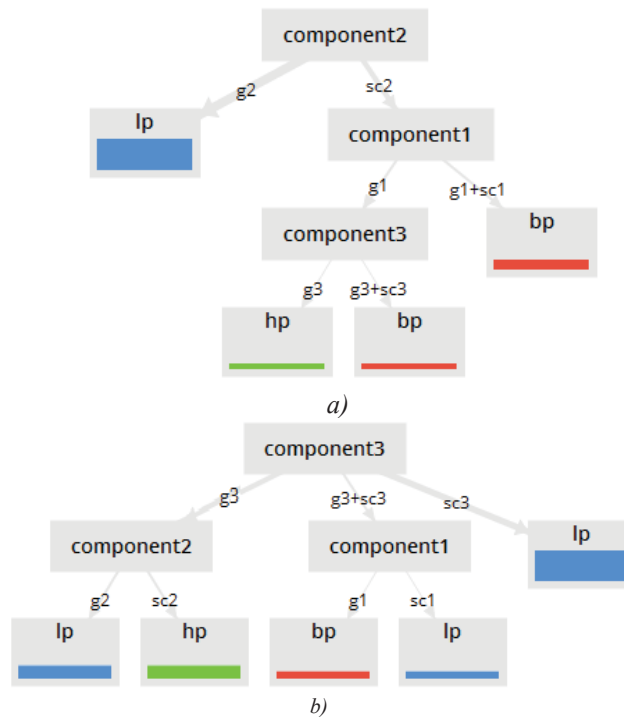 component2
g2
sc2
lp
component1
g1
g1+sc1
component3
bp
g3
g3+sc3
hp
bp
a)
component3
g3
g3+sc3
sc3
component2
component1
lp
g2
sc2
g1
sc1
lp
hp
bp
lp
b)